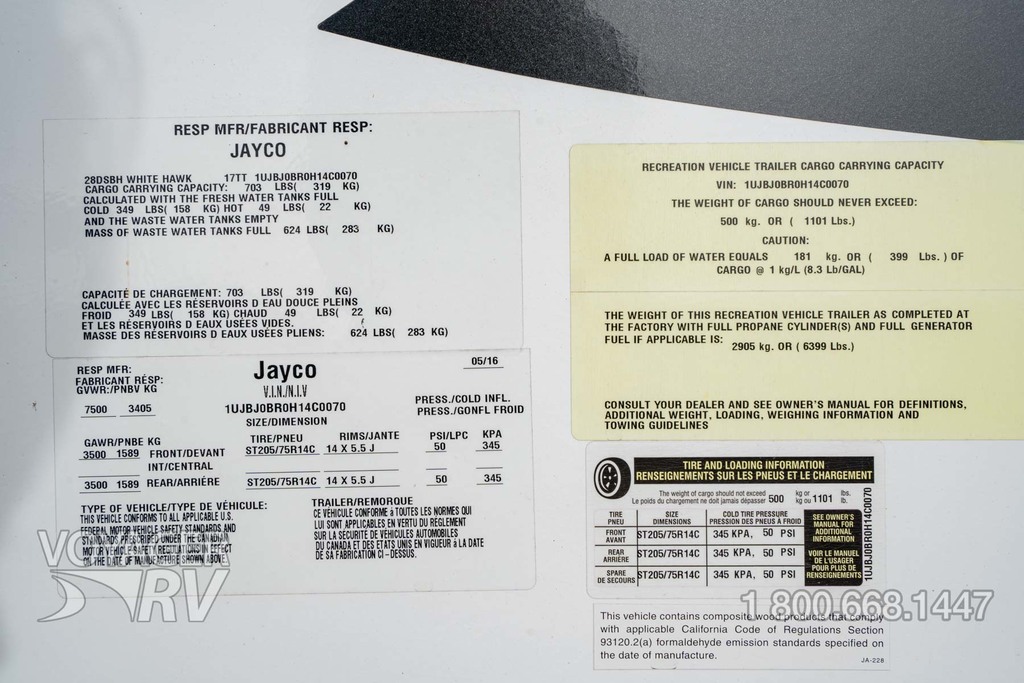 RESP MFR/FABRICANT RESP:
JAYCO
28DSBH WHITE HAWK 17TT 1UJBJ0BR0H14C0070
CARGO CARRYING CAPACITY: 703 LBS( 319 KG)
CALCULATED WITH THE FRESH WATER TANKS FULL
COLD 349 LBS( 158 KG) HOT 49 LBS( 22 KG)
AND THE WASTE WATER TANKS EMPTY
MASS OF WASTE WATER TANKS FULL 624 LBS( 283 KG)
CAPACITÉ DE CHARGEMENT: 703 LBS( 319 KG)
CALCULÉE AVEC LES RÉSERVOIRS D EAU DOUCE PLEINS
FROID 349 LBS( 158 KG) CHAUD 49 LBS( 22 KG)
ET LES RÉSERVOIRS D EAUX USÉES VIDES.
MASSE DES RÉSERVOIRS D EAUX USÉES PLIENS: 624 LBS( 283 KG)
RESP MFR: Jayco 05/16
FABRICANT RÉSP:
GVWR:/PNBV KG V.I.N./N.I.V
7500 3405 1UJBJ0BR0H14C0070
PRESS./COLD INFL.
PRESS./GONFL FROID
SIZE/DIMENSION
GAWR/PNBE KG TIRE/PNEU RIMS/JANTE PSI/LPC KPA
3500 1589 FRONT/DEVANT ST205/75R14C 14 X 5.5 J 50 345
INT/CENTRAL
3500 1589 REAR/ARRIÈRE ST205/75R14C 14 X 5.5 J 50 345
TYPE OF VEHICLE/TYPE DE VÉHICULE: TRAILER/REMORQUE
THIS VEHICLE CONFORMS TO ALL APPLICABLE U.S.
FEDERAL MOTOR VEHICLE SAFETY STANDARDS AND
STANDARDS PRESCRIBED UNDER THE CANADIAN
MOTOR VEHICLE SAFETY REGULATIONS IN EFFECT
ON THE DATE OF MANUFACTURE SHOWN ABOVE
CE VÉHICULE CONFORME à TOUTES LES NORMES QUI
LUI SONT APPLICABLES EN VERTU DU RÈGLEMENT
SUR LA SÉCURITÉ DE VÉHICULES AUTOMOBILES
DU CANADA ET DES ETATS UNIS EN VIGUEUR à LA DATE
DE SA FABRICATION CI-DESSUS.
RV
RECREATION VEHICLE TRAILER CARGO CARRYING CAPACITY
VIN: 1UJBJ0BR0H14C0070
THE WEIGHT OF CARGO SHOULD NEVER EXCEED:
500 kg. OR ( 1101 Lbs.)
CAUTION:
A FULL LOAD OF WATER EQUALS 181 kg. OR ( 399 Lbs. ) OF
CARGO @ 1 kg/L (8.3 Lb/GAL)
THE WEIGHT OF THIS RECREATION VEHICLE TRAILER AS COMPLETED AT
THE FACTORY WITH FULL PROPANE CYLINDER(S) AND FULL GENERATOR
FUEL IF APPLICABLE IS: 2905 kg. OR ( 6399 Lbs.)
CONSULT YOUR DEALER AND SEE OWNER'S MANUAL FOR DEFINITIONS,
ADDITIONAL WEIGHT, LOADING, WEIGHING INFORMATION AND
TOWING GUIDELINES
TIRE AND LOADING INFORMATION
RENSEIGNEMENTS SUR LES PNEUS ET LE CHARGEMENT
The weight of cargo should not exceed 500 kg or 1101 lbs.
Le poids du chargement ne doit jamais dépasser kg ou lb.
TIRE PNEU SIZE DIMENSIONS COLD TIRE PRESSURE PRESSION DES PNEUS À FROID
FRONT AVANT ST205/75R14C 345 KPA, 50 PSI
REAR ARRIÈRE ST205/75R14C 345 KPA, 50 PSI
SPARE DE SECOURS ST205/75R14C 345 KPA, 50 PSI
SEE OWNER'S
MANUAL FOR
ADDITIONAL
INFORMATION
VOIR LE MANUEL
DE L'USAGER
POUR PLUS DE
RENSEIGNEMENTS
1UJBJ0BR0H14C0070
1 800.668.1447
This vehicle contains composite wood products that comply
with applicable California Code of Regulations Section
93120.2(a) formaldehyde emission standards specified on
the date of manufacture.
JA-228